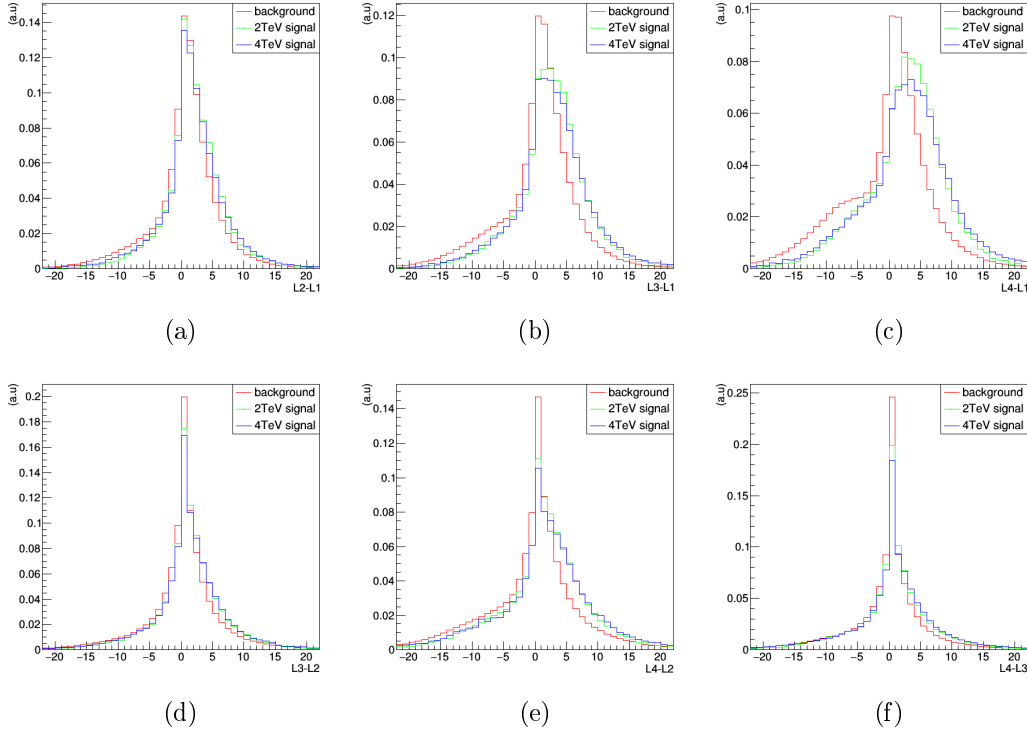 (a.u)
background
2TeV signal
4TeV signal
0.14
0.12
0.1
0.08
0.06
0.04
0.02
0
−20 −15 −10 −5 0 5 10 15 20
L2-L1
(a)
(a.u)
background
2TeV signal
4TeV signal
0.12
0.1
0.08
0.06
0.04
0.02
0
−20 −15 −10 −5 0 5 10 15 20
L3-L1
(b)
(a.u)
background
2TeV signal
4TeV signal
0.1
0.08
0.06
0.04
0.02
0
−20 −15 −10 −5 0 5 10 15 20
L4-L1
(c)
(a.u)
background
2TeV signal
4TeV signal
0.2
0.18
0.16
0.14
0.12
0.1
0.08
0.06
0.04
0.02
0
−20 −15 −10 −5 0 5 10 15 20
L3-L2
(d)
(a.u)
background
2TeV signal
4TeV signal
0.14
0.12
0.1
0.08
0.06
0.04
0.02
0
−20 −15 −10 −5 0 5 10 15 20
L4-L2
(e)
(a.u)
background
2TeV signal
4TeV signal
0.25
0.2
0.15
0.1
0.05
0
−20 −15 −10 −5 0 5 10 15 20
L4-L3
(f)